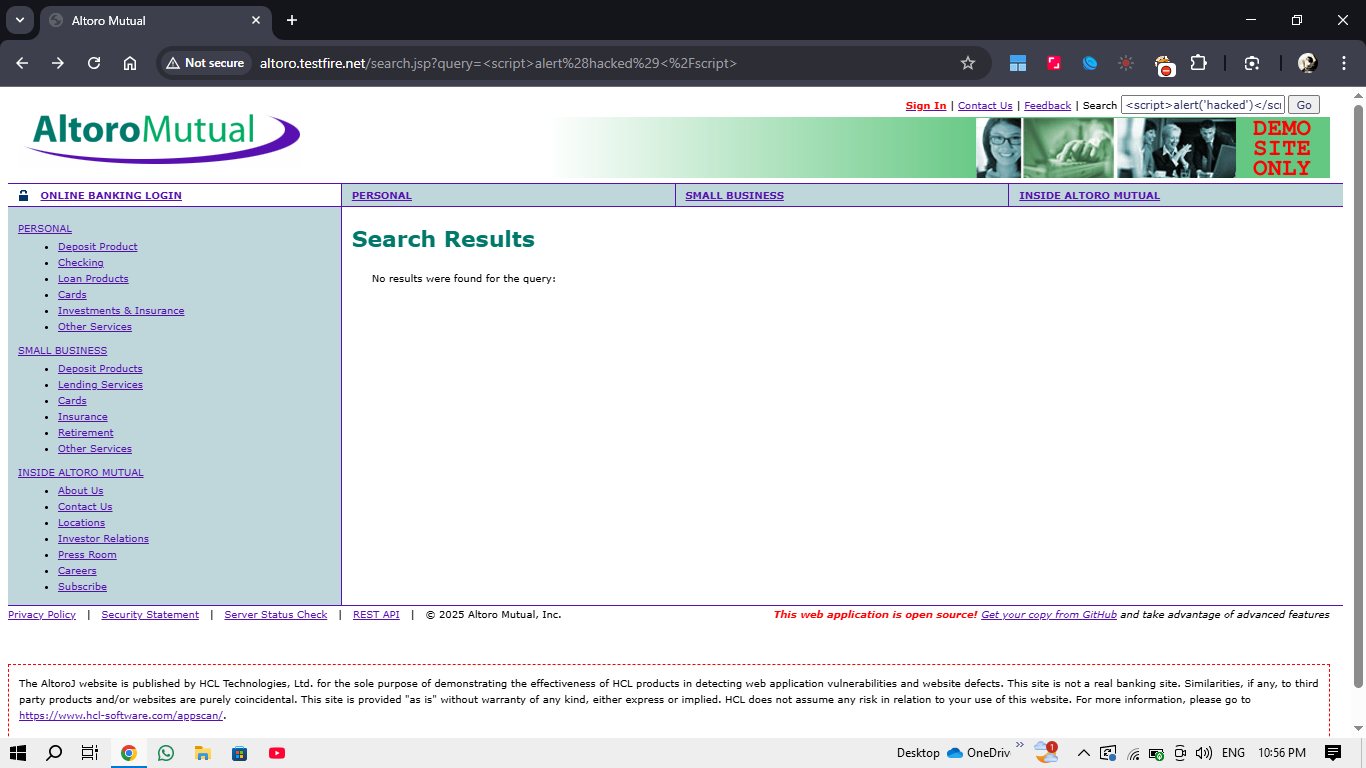 Altoro Mutual
Not secure altoro.testfire.net/search.jsp?query=<script>alert%28hacked%29<%2Fscript>
Sign In | Contact Us | Feedback | Search <script>alert('hacked')</scr Go
AltoroMutual
DEMO
SITE
ONLY
ONLINE BANKING LOGIN PERSONAL SMALL BUSINESS INSIDE ALTORO MUTUAL
PERSONAL
Deposit Product
Checking
Loan Products
Cards
Investments & Insurance
Other Services
SMALL BUSINESS
Deposit Products
Lending Services
Cards
Insurance
Retirement
Other Services
INSIDE ALTORO MUTUAL
About Us
Contact Us
Locations
Investor Relations
Press Room
Careers
Subscribe
Search Results
No results were found for the query:
Privacy Policy | Security Statement | Server Status Check | REST API | © 2025 Altoro Mutual, Inc. This web application is open source! Get your copy from GitHub and take advantage of advanced features
The AltoroJ website is published by HCL Technologies, Ltd. for the sole purpose of demonstrating the effectiveness of HCL products in detecting web application vulnerabilities and website defects. This site is not a real banking site. Similarities, if any, to third
party products and/or websites are purely coincidental. This site is provided "as is" without warranty of any kind, either express or implied. HCL does not assume any risk in relation to your use of this website. For more information, please go to
https://www.hcl-software.com/appscan/.
Desktop OneDriv 1 ENG 10:56 PM